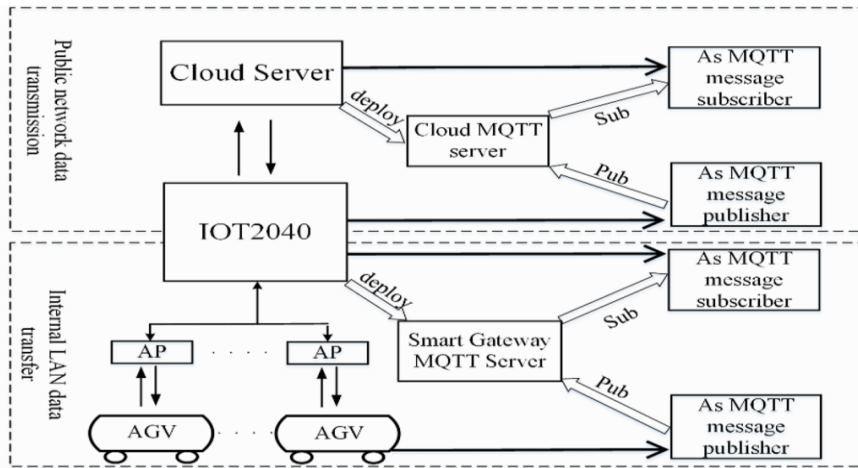 Public network data
transmission
Cloud Server
deploy
Cloud MQTT
server
Sub
Pub
As MQTT
message
subscriber
As MQTT
message
publisher
IOT2040
Internal LAN data
transfer
deploy
Smart Gateway
MQTT Server
Sub
Pub
As MQTT
message
subscriber
As MQTT
message
publisher
AP
AP
AGV
AGV